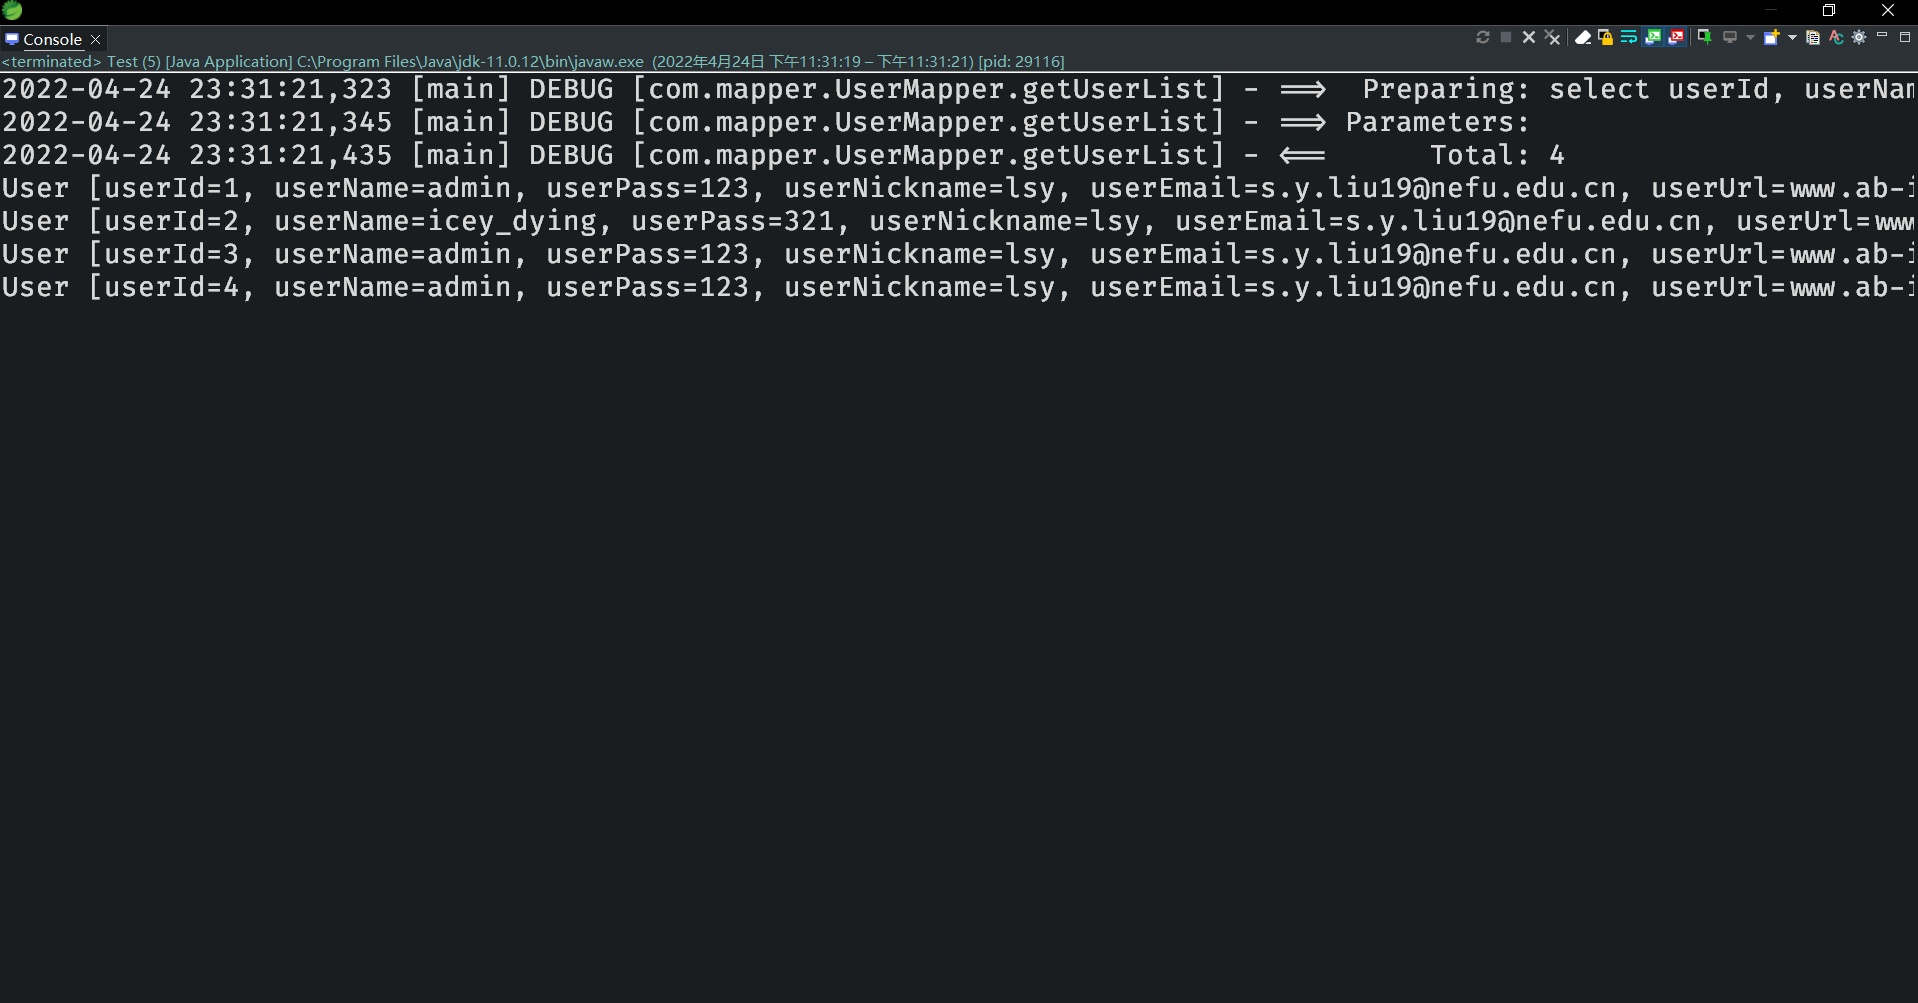 Console
<terminated> Test (5) [Java Application] C:\Program Files\Java\jdk-11.0.12\bin\javaw.exe (2022年4月24日 下午11:31:19 – 下午11:31:21) [pid: 29116]
2022-04-24 23:31:21,323 [main] DEBUG [com.mapper.UserMapper.getUserList] - ==> Preparing: select userId, userNam
2022-04-24 23:31:21,345 [main] DEBUG [com.mapper.UserMapper.getUserList] - ==> Parameters:
2022-04-24 23:31:21,435 [main] DEBUG [com.mapper.UserMapper.getUserList] - <== Total: 4
User [userId=1, userName=admin, userPass=123, userNickname=lsy, userEmail=s.y.liu19@nefu.edu.cn, userUrl=www.ab-i
User [userId=2, userName=icey_dying, userPass=321, userNickname=lsy, userEmail=s.y.liu19@nefu.edu.cn, userUrl=www
User [userId=3, userName=admin, userPass=123, userNickname=lsy, userEmail=s.y.liu19@nefu.edu.cn, userUrl=www.ab-i
User [userId=4, userName=admin, userPass=123, userNickname=lsy, userEmail=s.y.liu19@nefu.edu.cn, userUrl=www.ab-i